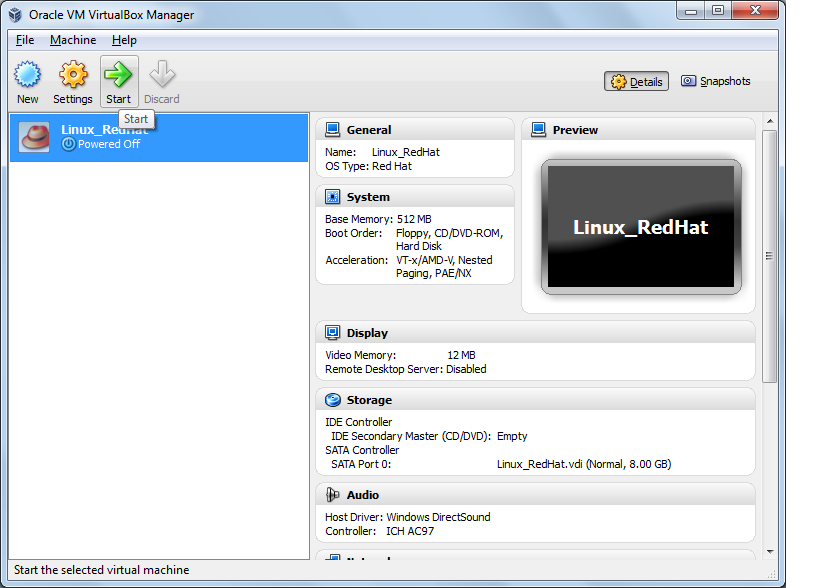 Oracle VM VirtualBox Manager
File Machine Help
New Settings Start Discard
Details Snapshots
Start
Linux_RedHat
Powered Off
General
Name: Linux_RedHat
OS Type: Red Hat
System
Base Memory: 512 MB
Boot Order: Floppy, CD/DVD-ROM,
Hard Disk
Acceleration: VT-x/AMD-V, Nested
Paging, PAE/NX
Preview
Linux_RedHat
Display
Video Memory: 12 MB
Remote Desktop Server: Disabled
Storage
IDE Controller
IDE Secondary Master (CD/DVD): Empty
SATA Controller
SATA Port 0: Linux_RedHat.vdi (Normal, 8.00 GB)
Audio
Host Driver: Windows DirectSound
Controller: ICH AC97
Start the selected virtual machine